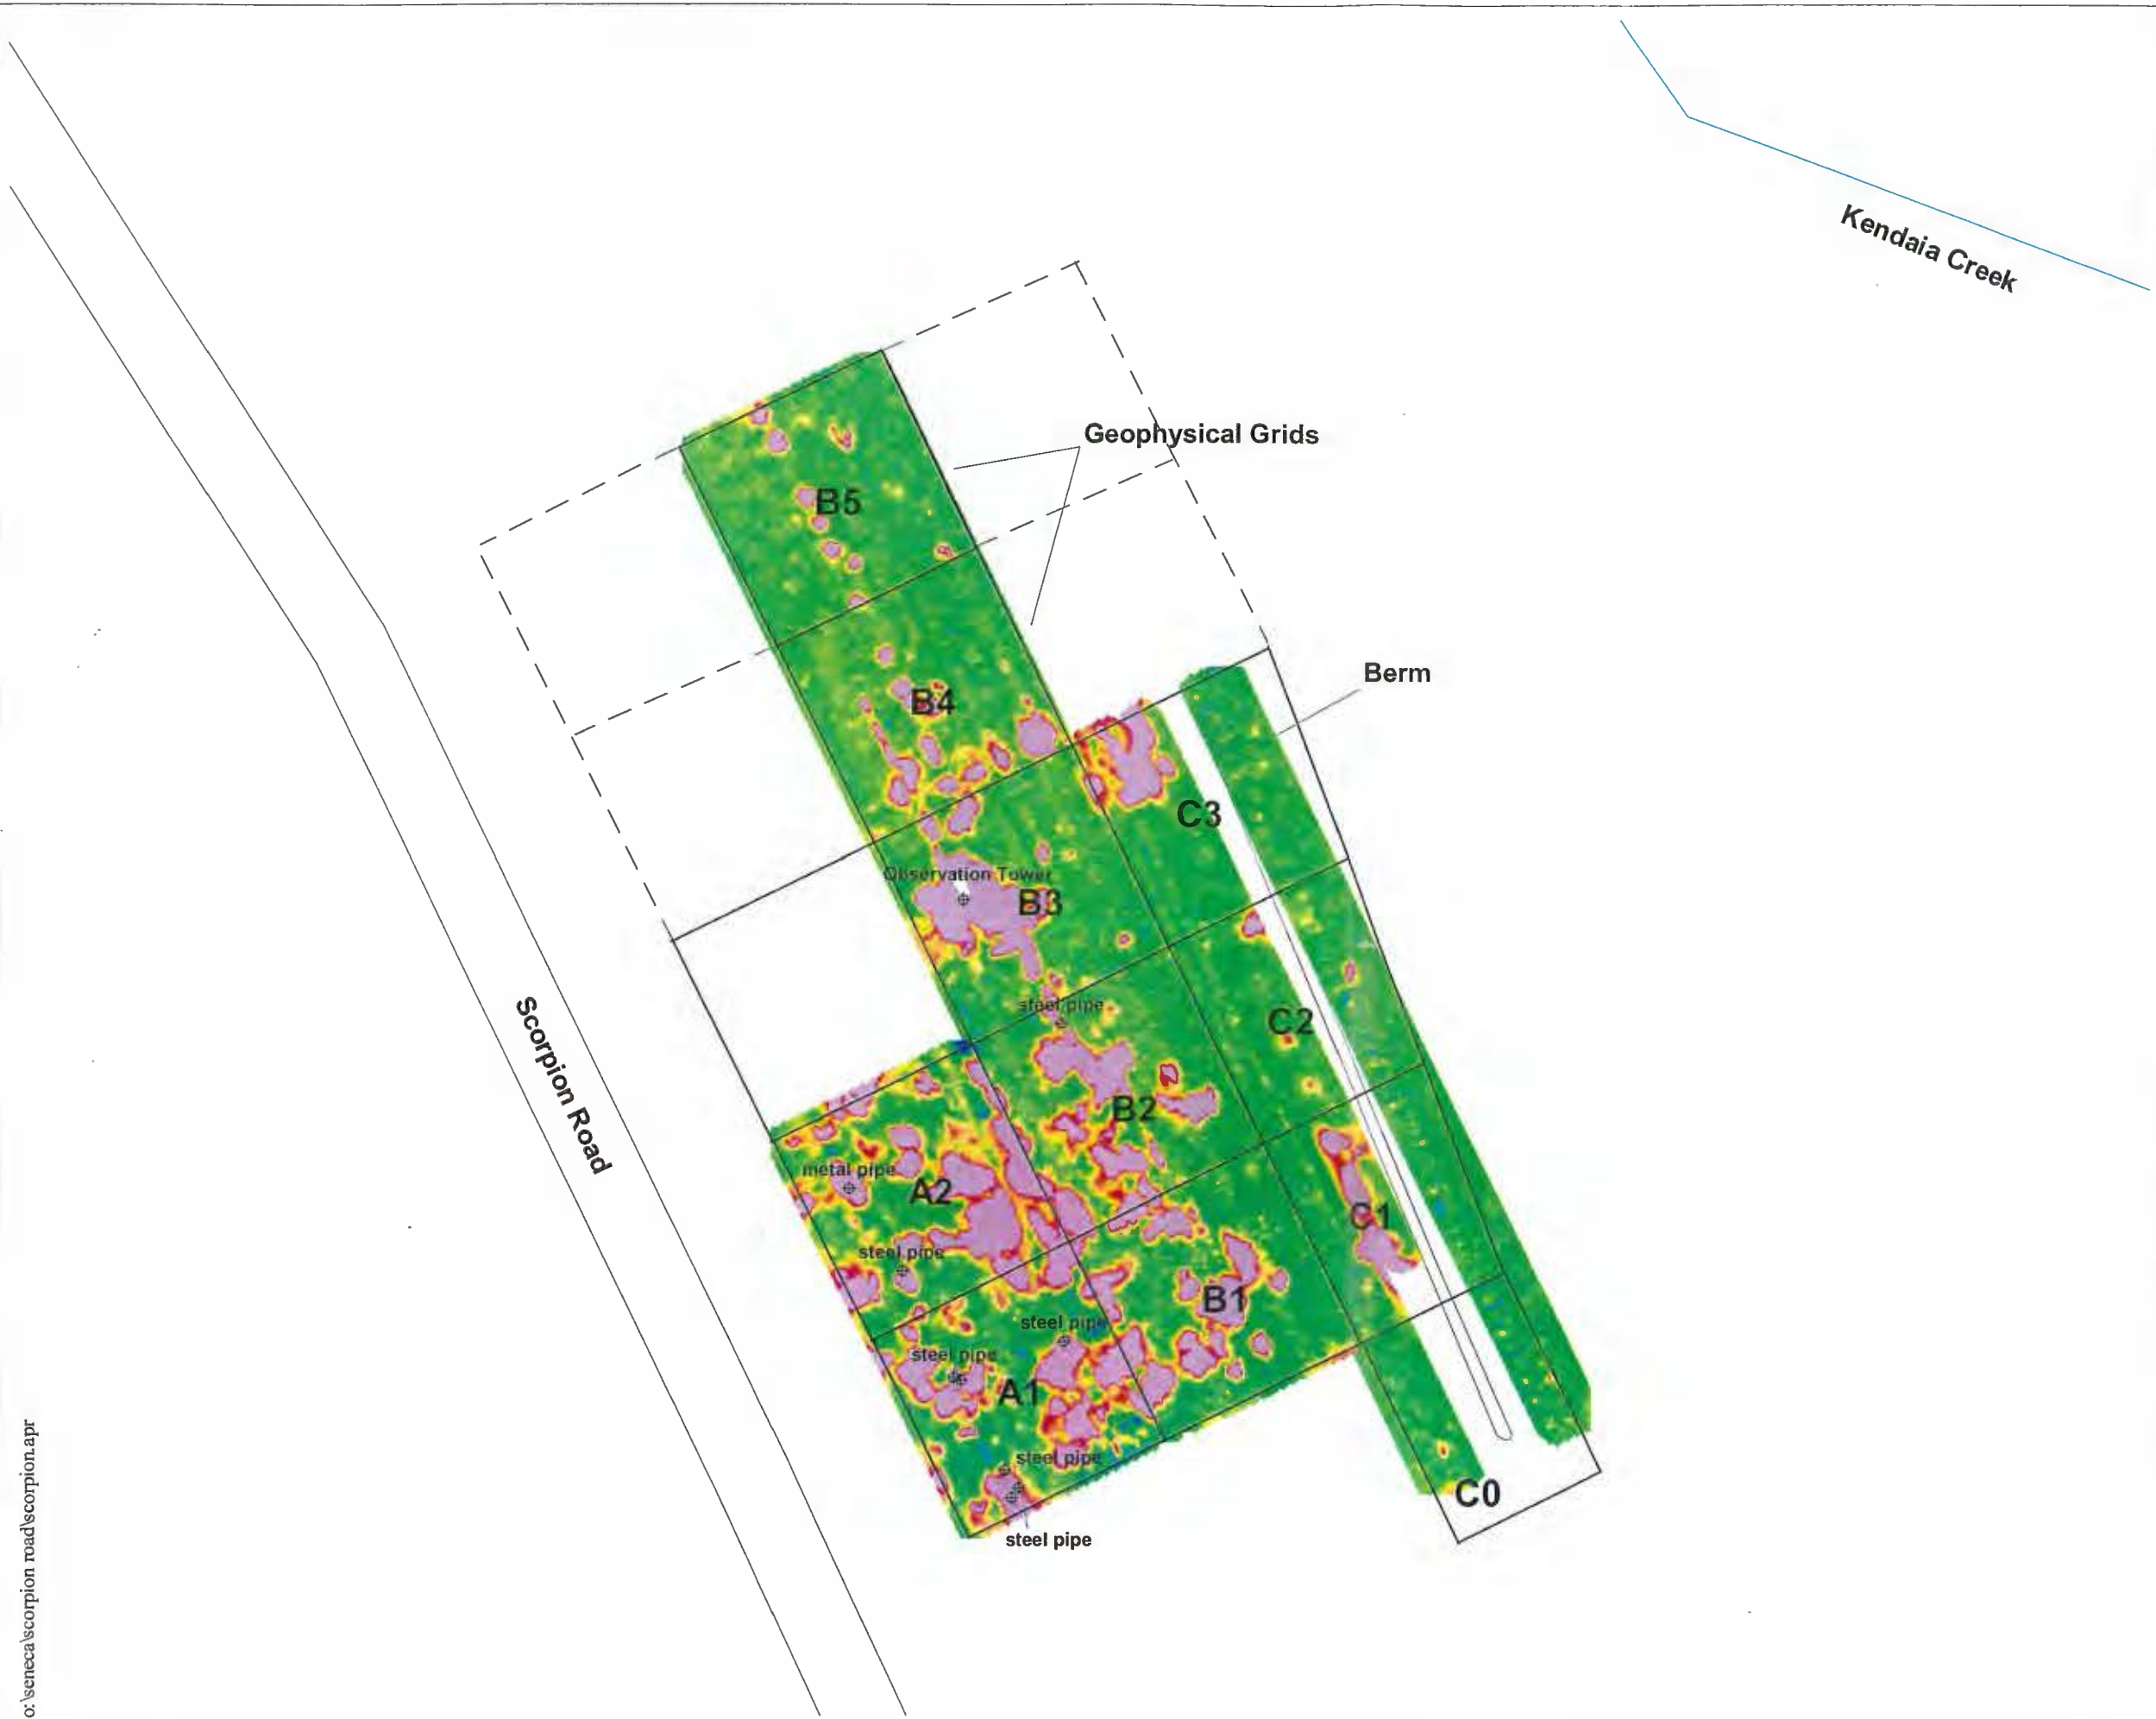 Kendaia Creek
Geophysical Grids
B5
Berm
B4
C3
Observation Tower
B3
steel pipe
C2
Scorpion Road
B2
metal pipe
A2
C1
steel pipe
B1
steel pipe
steel pipe
A1
steel pipe
C0
steel pipe
o:\seneca\scorpion road\scorpion.apr